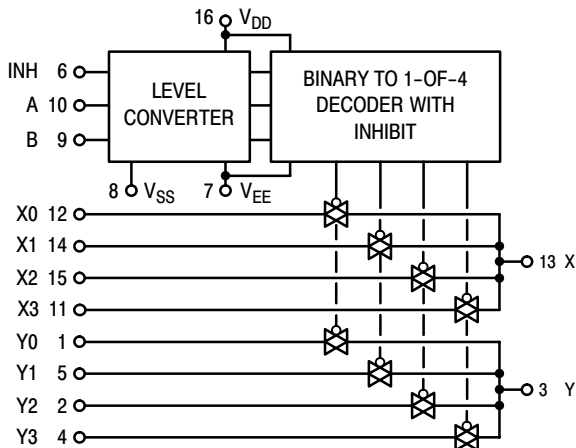 16 VDD
INH 6
A 10
B 9
LEVEL
CONVERTER
BINARY TO 1-OF-4
DECODER WITH
INHIBIT
8 VSS
7 VEE
X0 12
X1 14
X2 15
X3 11
13 X
Y0 1
Y1 5
Y2 2
Y3 4
3 Y